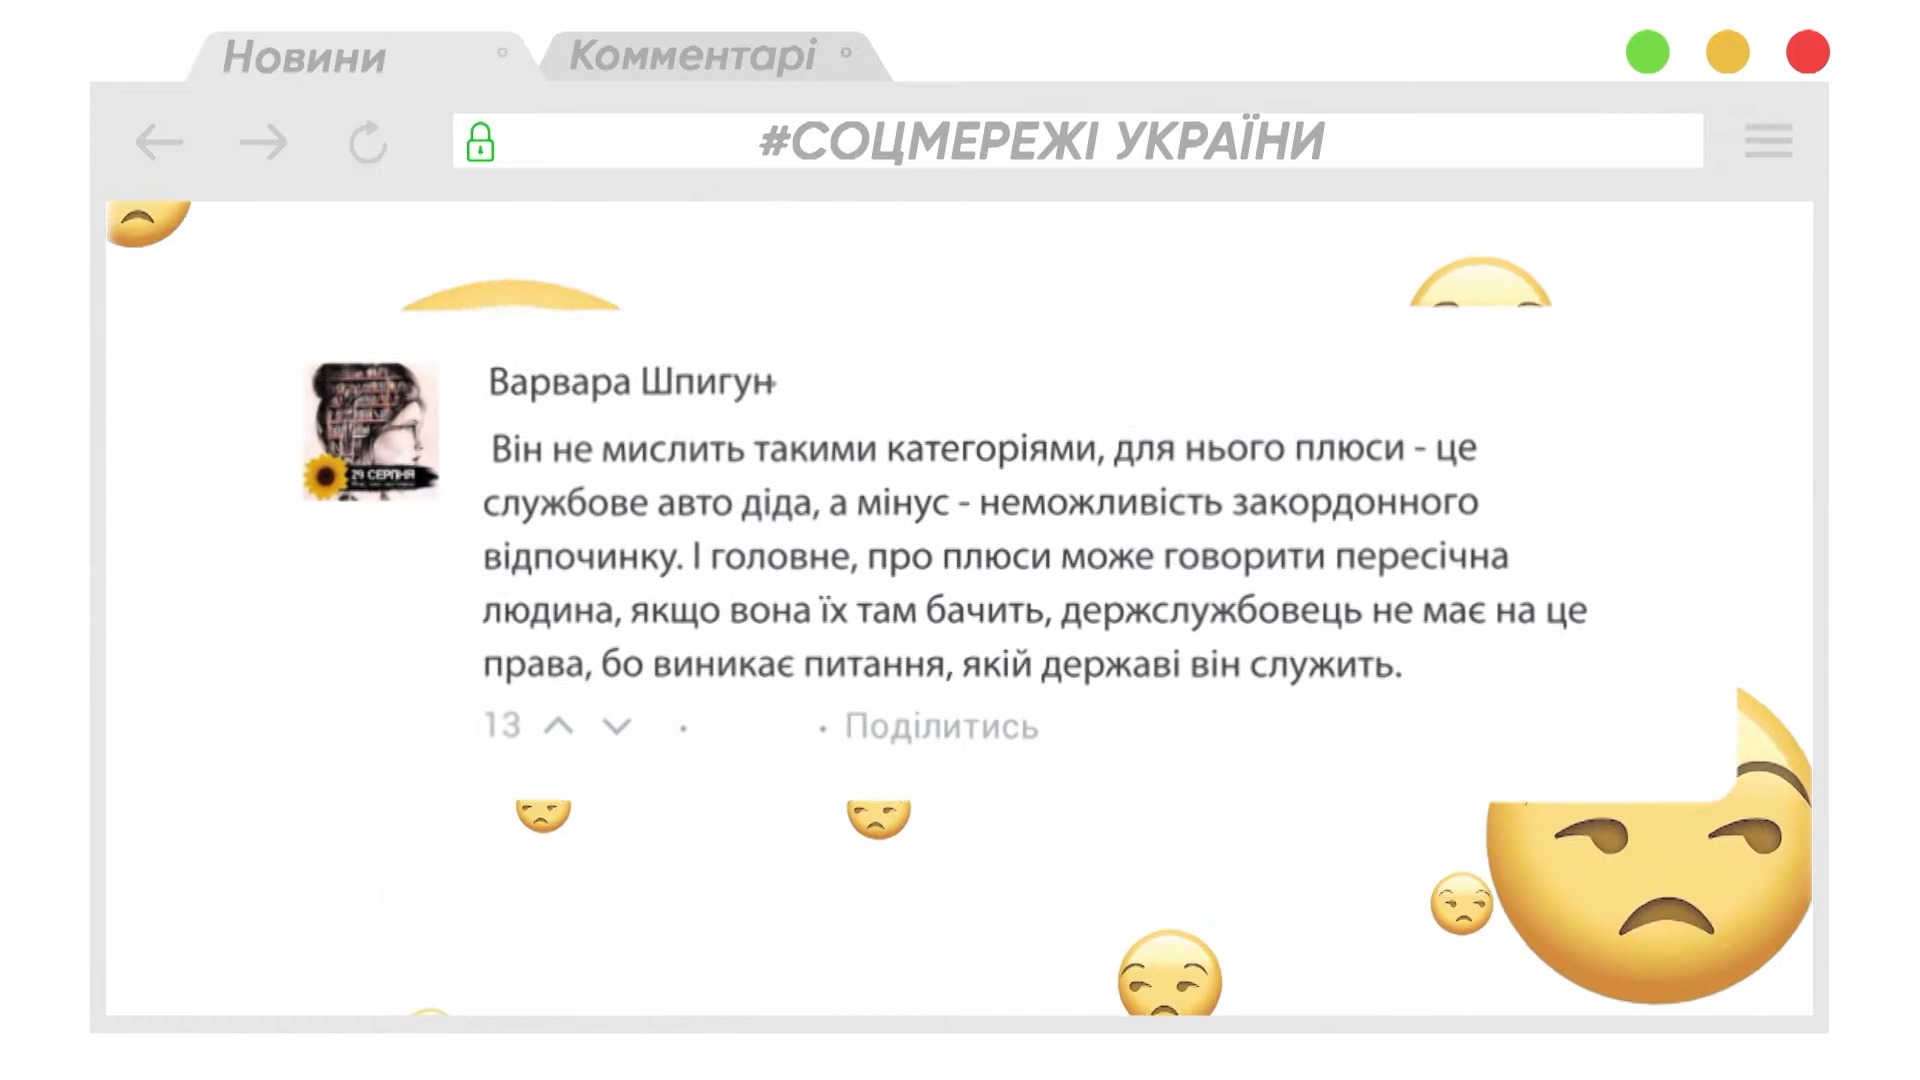 Новини
Комментарі
#СОЦМЕРЕЖІ УКРАЇНИ
Варвара Шпигун
29 СЕРПНЯ
Він не мислить такими категоріями, для нього плюси - це
службове авто діда, а мінус - неможливість закордонного
відпочинку. І головне, про плюси може говорити пересічна
людина, якщо вона їх там бачить, держслужбовець не має на це
права, бо виникає питання, якій державі він служить.
13 · · Поділитись